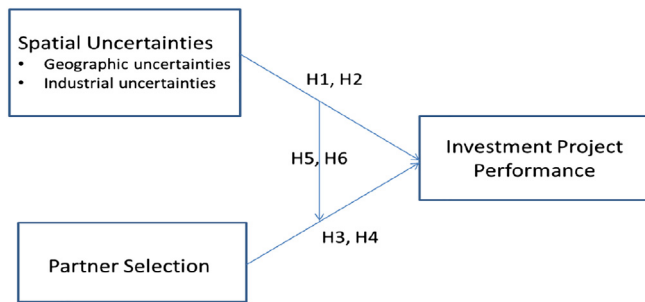 Spatial Uncertainties
• Geographic uncertainties
• Industrial uncertainties
H1, H2
Investment Project
Performance
H5, H6
H3, H4
Partner Selection